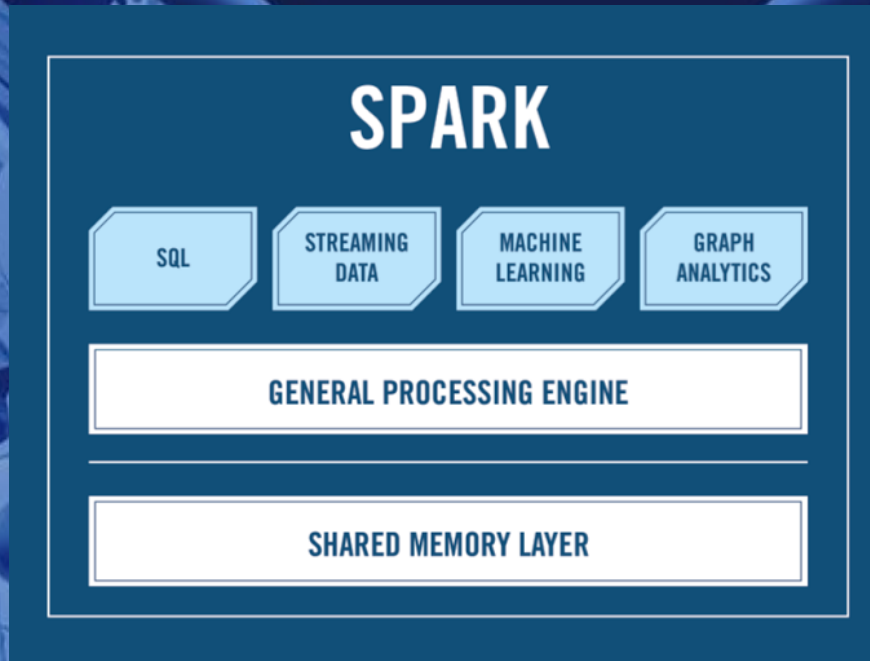 SPARK
SQL
STREAMING
DATA
MACHINE
LEARNING
GRAPH
ANALYTICS
GENERAL PROCESSING ENGINE
SHARED MEMORY LAYER